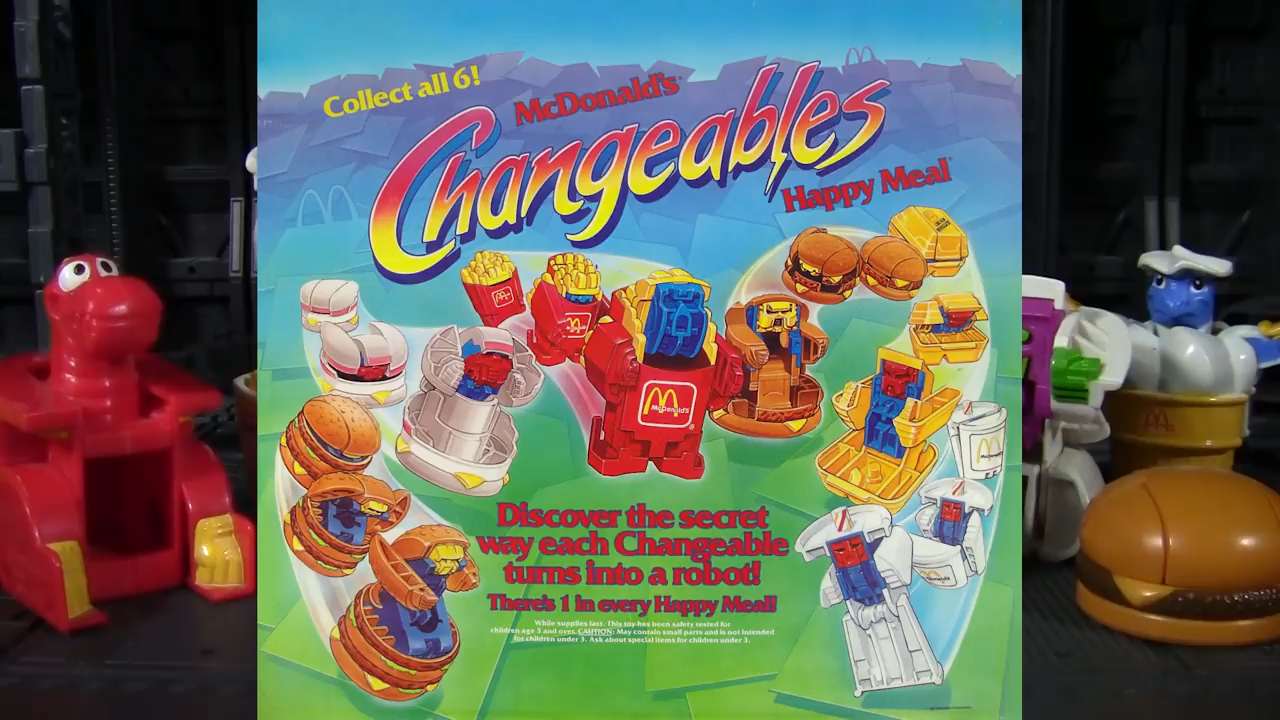 Collect all 6!
McDonald's
Changeables
Happy Meal
McDonald's
Discover the secret
way each Changeable
turns into a robot!
There's 1 in every Happy Meal!
While supplies last. This toy has been safety tested for
children age 3 and over. CAUTION: May contain small parts and is not intended
for children under 3. Ask about special items for children under 3.